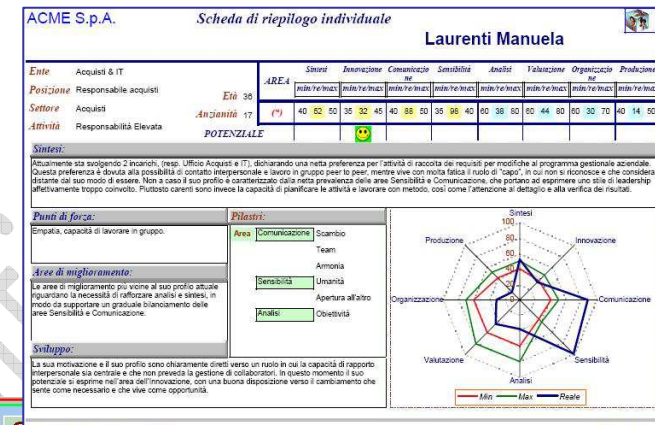 ACME S.p.A.
Scheda di riepilogo individuale
Laurenti Manuela
Ente Acquisti & IT
Posizione Responsabile acquisti
Età 36
Settore Acquisti
Anzianità 17
Attività Responsabilità Elevata
POTENZIALE
AREA Sintesi Innovazione Comunicazione Sensibilità Analisi Valutazione Organizzazio ne Produzione
min/re/max min/re/max min/re/max min/re/max min/re/max min/re/max min/re/max min/re/max
(*) 40 52 50 35 32 45 40 88 50 35 98 40 60 38 80 60 44 80 60 30 70 40 14 50
Sintesi:
Attualmente sta svolgendo 2 incarichi, (resp. Ufficio Acquisti e IT), dichiarando una netta preferenza per l'attività di raccolta dei requisiti per modifiche al programma gestionale aziendale.
Questa preferenza è dovuta alla possibilità di contatto interpersonale e lavoro in gruppo peer to peer, mentre vive con molta fatica il ruolo di "capo", in cui non si riconosce e che considera
distante dal suo modo di essere. Non a caso il suo profilo è caratterizzato dalla netta prevalenza delle aree Sensibilità e Comunicazione, che portano ad esprimere uno stile di leadership
affettivamente troppo coinvolto. Piuttosto carenti sono invece la capacità di pianificare le attività e lavorare con metodo, così come l'attenzione al dettaglio e alla verifica dei risultati.
Punti di forza:
Empatia, capacità di lavorare in gruppo.
Aree di miglioramento:
Le aree di miglioramento più vicine al suo profilo attuale
riguardano la necessità di rafforzare analisi e sintesi, in
modo da supportare un graduale bilanciamento delle
aree Sensibilità e Comunicazione.
Pilastri:
Area Comunicazione Scambio
Team
Armonia
Sensibilità Umanità
Apertura all'altro
Analisi Obiettività
Sviluppo:
La sua motivazione e il suo profilo sono chiaramente diretti verso un ruolo in cui la capacità di rapporto
interpersonale sia centrale e che non preveda la gestione di collaboratori. In questo momento il suo
potenziale si esprime nell'area dell'Innovazione, con una buona disposizione verso il cambiamento che
sente come necessario e che vive come opportunità.
Sintesi
Produzione
Innovazione
Organizzazione
Comunicazione
Valutazione
Sensibilità
Analisi
100
80
60
40
20
Min Max Reale